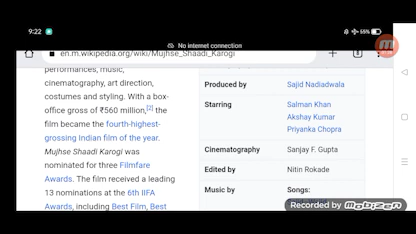 9:22
55%
No internet connection
en.m.wikipedia.org/wiki/Mujhse_Shaadi_Karogi
performances, music,
cinematography, art direction,
costumes and styling. With a box-
office gross of ₹560 million,[2] the
film became the fourth-highest-
grossing Indian film of the year.
Mujhse Shaadi Karogi was
nominated for three Filmfare
Awards. The film received a leading
13 nominations at the 6th IIFA
Awards, including Best Film, Best
Produced by Sajid Nadiadwala
Starring Salman Khan
Akshay Kumar
Priyanka Chopra
Cinematography Sanjay F. Gupta
Edited by Nitin Rokade
Music by Songs:
Recorded by Mobizen